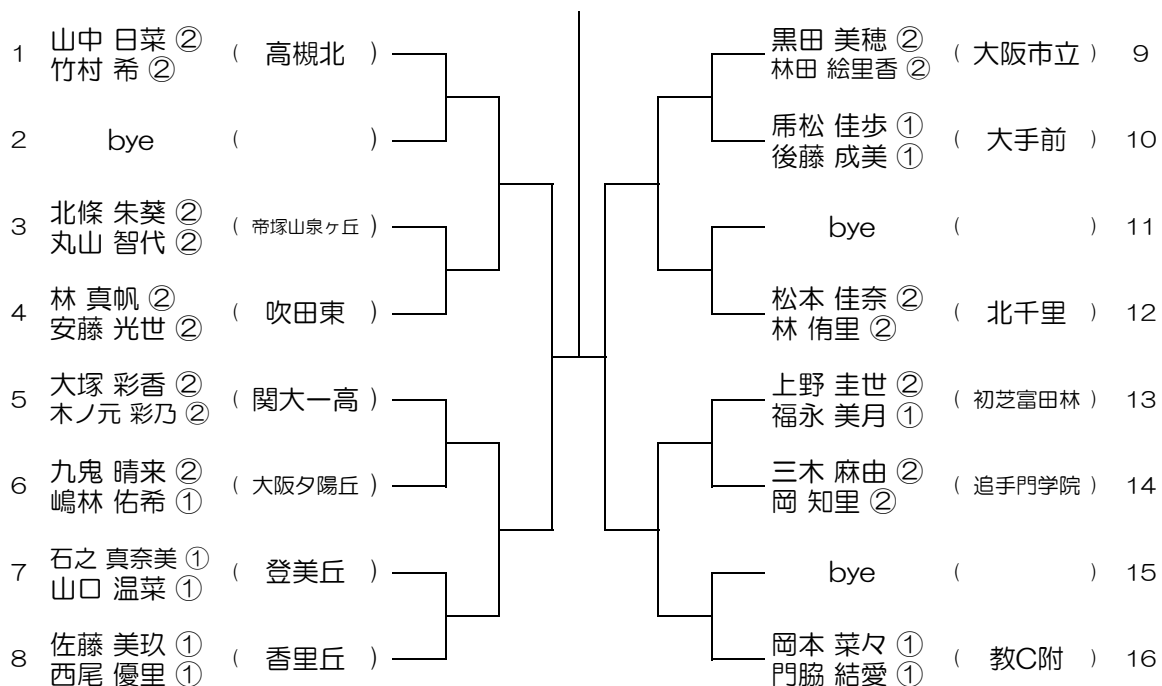 1 山中 日菜 ② ( 高槻北 )
竹村 希 ②
2 bye ( )
3 北條 朱葵 ② ( 帝塚山泉ヶ丘 )
丸山 智代 ②
4 林 真帆 ② ( 吹田東 )
安藤 光世 ②
5 大塚 彩香 ② ( 関大一高 )
木ノ元 彩乃 ②
6 九鬼 晴来 ② ( 大阪夕陽丘 )
嶋林 佑希 ①
7 石之 真奈美 ① ( 登美丘 )
山口 温菜 ①
8 佐藤 美玖 ① ( 香里丘 )
西尾 優里 ①
黒田 美穂 ② ( 大阪市立 ) 9
林田 絵里香 ②
乕松 佳歩 ① ( 大手前 ) 10
後藤 成美 ①
bye ( ) 11
松本 佳奈 ② ( 北千里 ) 12
林 侑里 ②
上野 圭世 ② ( 初芝富田林 ) 13
福永 美月 ①
三木 麻由 ② ( 追手門学院 ) 14
岡 知里 ②
bye ( ) 15
岡本 菜々 ① ( 教C附 ) 16
門脇 結愛 ①